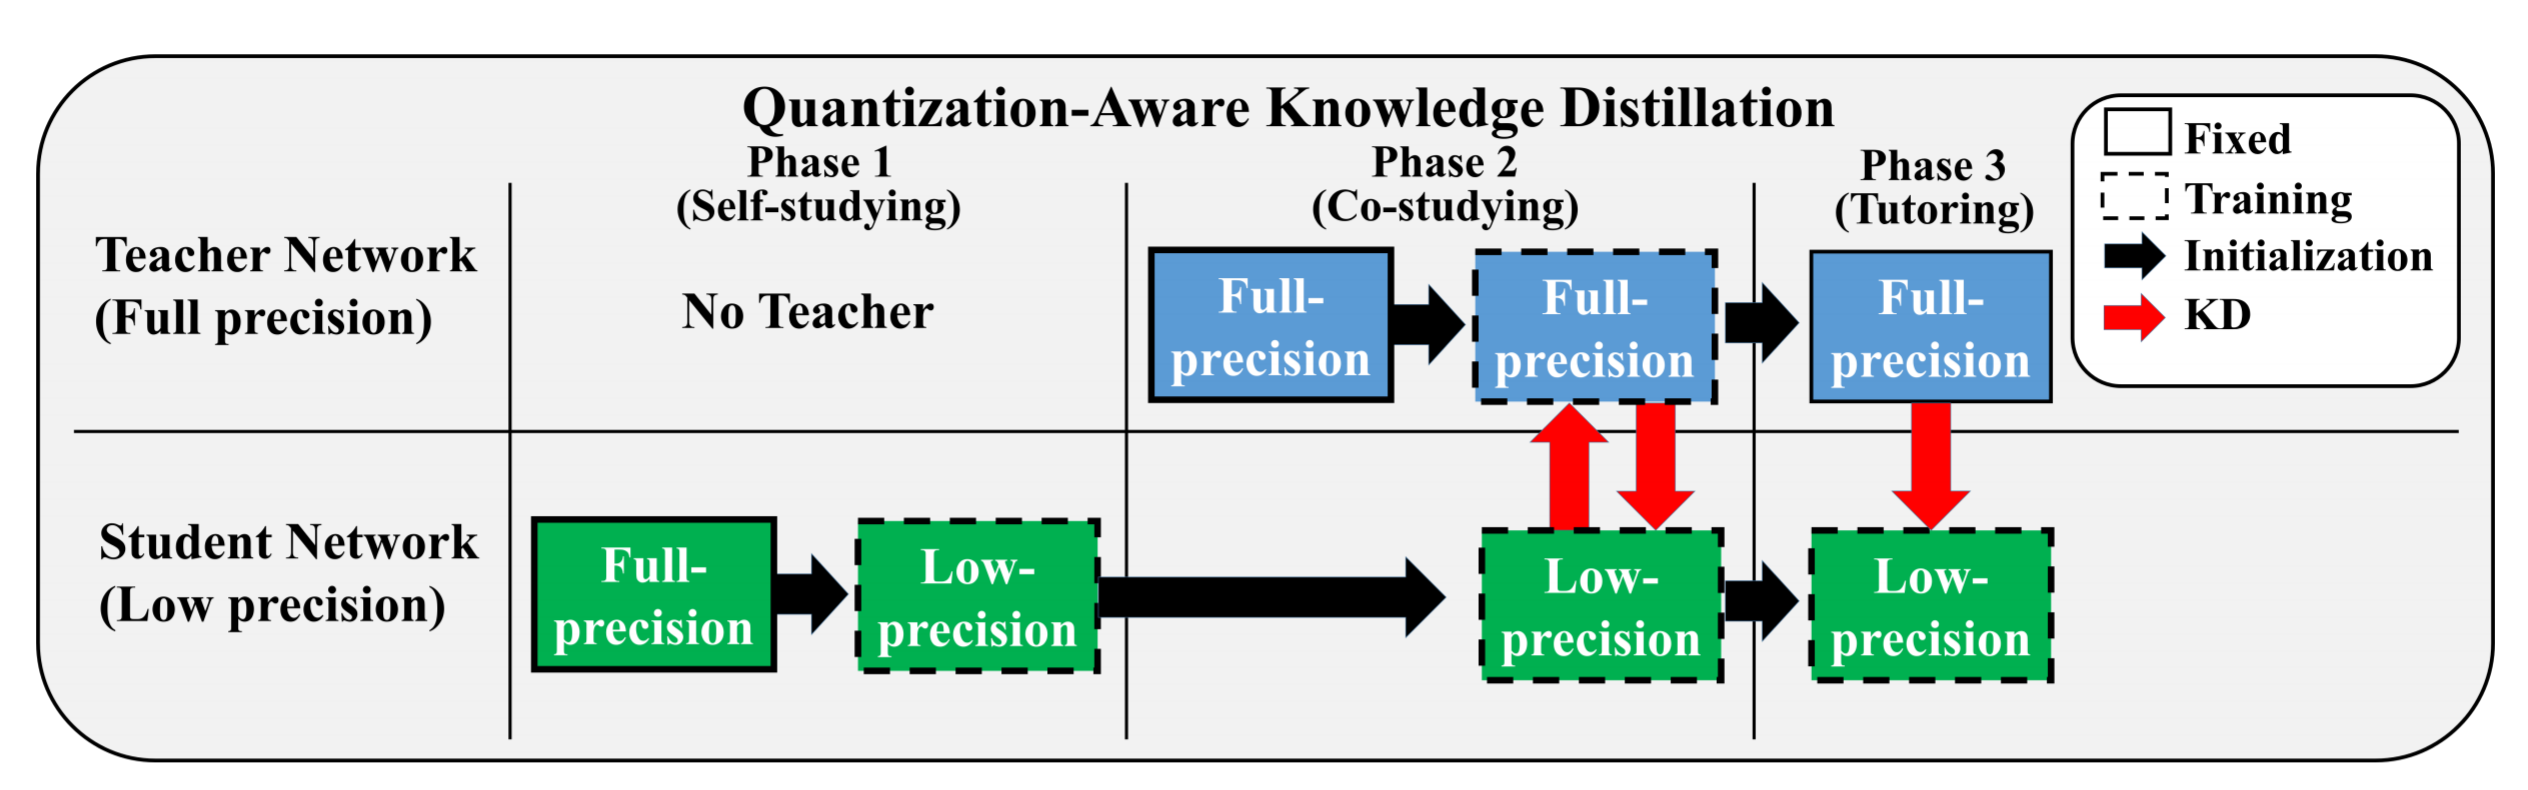 Quantization-Aware Knowledge Distillation
Phase 1
(Self-studying)
Phase 2
(Co-studying)
Phase 3
(Tutoring)
Fixed
Training
Initialization
KD
Teacher Network
(Full precision)
No Teacher
Full-
precision
Full-
precision
Full-
precision
Student Network
(Low precision)
Full-
precision
Low-
precision
Low-
precision
Low-
precision